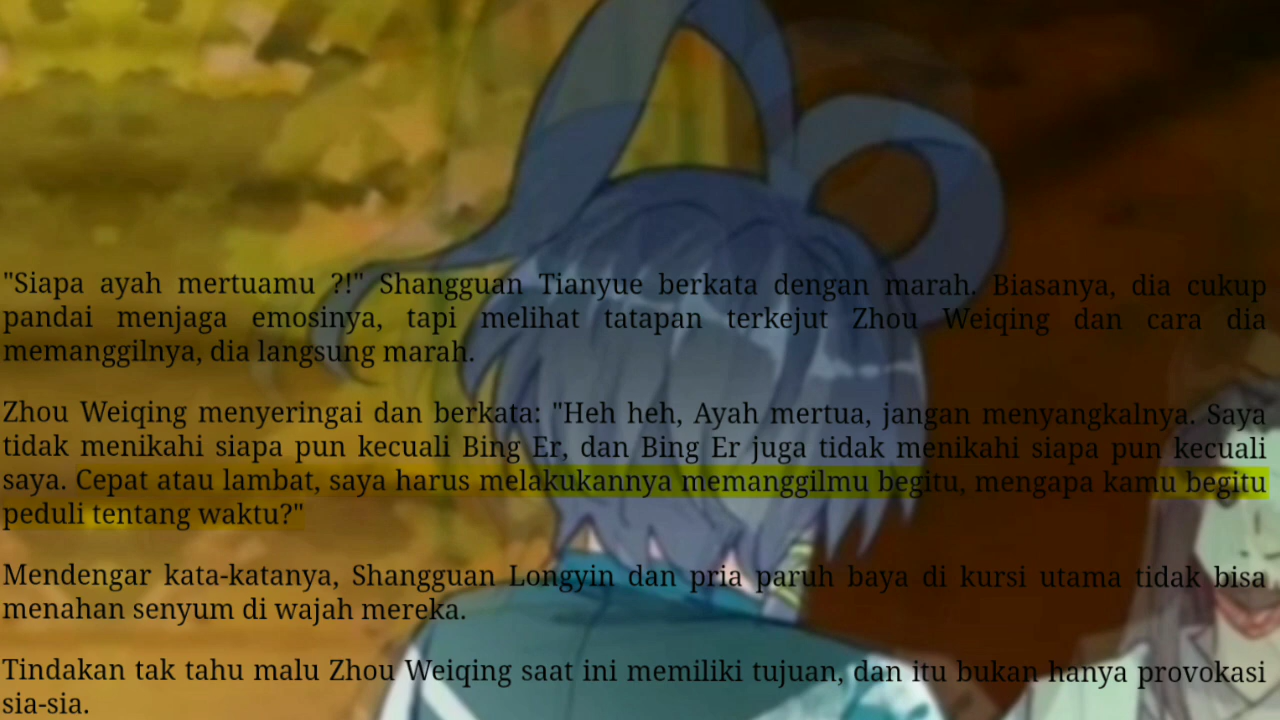 "Siapa ayah mertuamu ?!" Shangguan Tianyue berkata dengan marah. Biasanya, dia cukup
pandai menjaga emosinya, tapi melihat tatapan terkejut Zhou Weiqing dan cara dia
memanggilnya, dia langsung marah.
Zhou Weiqing menyeringai dan berkata: "Heh heh, Ayah mertua, jangan menyangkalnya. Saya
tidak menikahi siapa pun kecuali Bing Er, dan Bing Er juga tidak menikahi siapa pun kecuali
saya. Cepat atau lambat, saya harus melakukannya memanggilmu begitu, mengapa kamu begitu
peduli tentang waktu?"
Mendengar kata-katanya, Shangguan Longyin dan pria paruh baya di kursi utama tidak bisa
menahan senyum di wajah mereka.
Tindakan tak tahu malu Zhou Weiqing saat ini memiliki tujuan, dan itu bukan hanya provokasi
sia-sia.